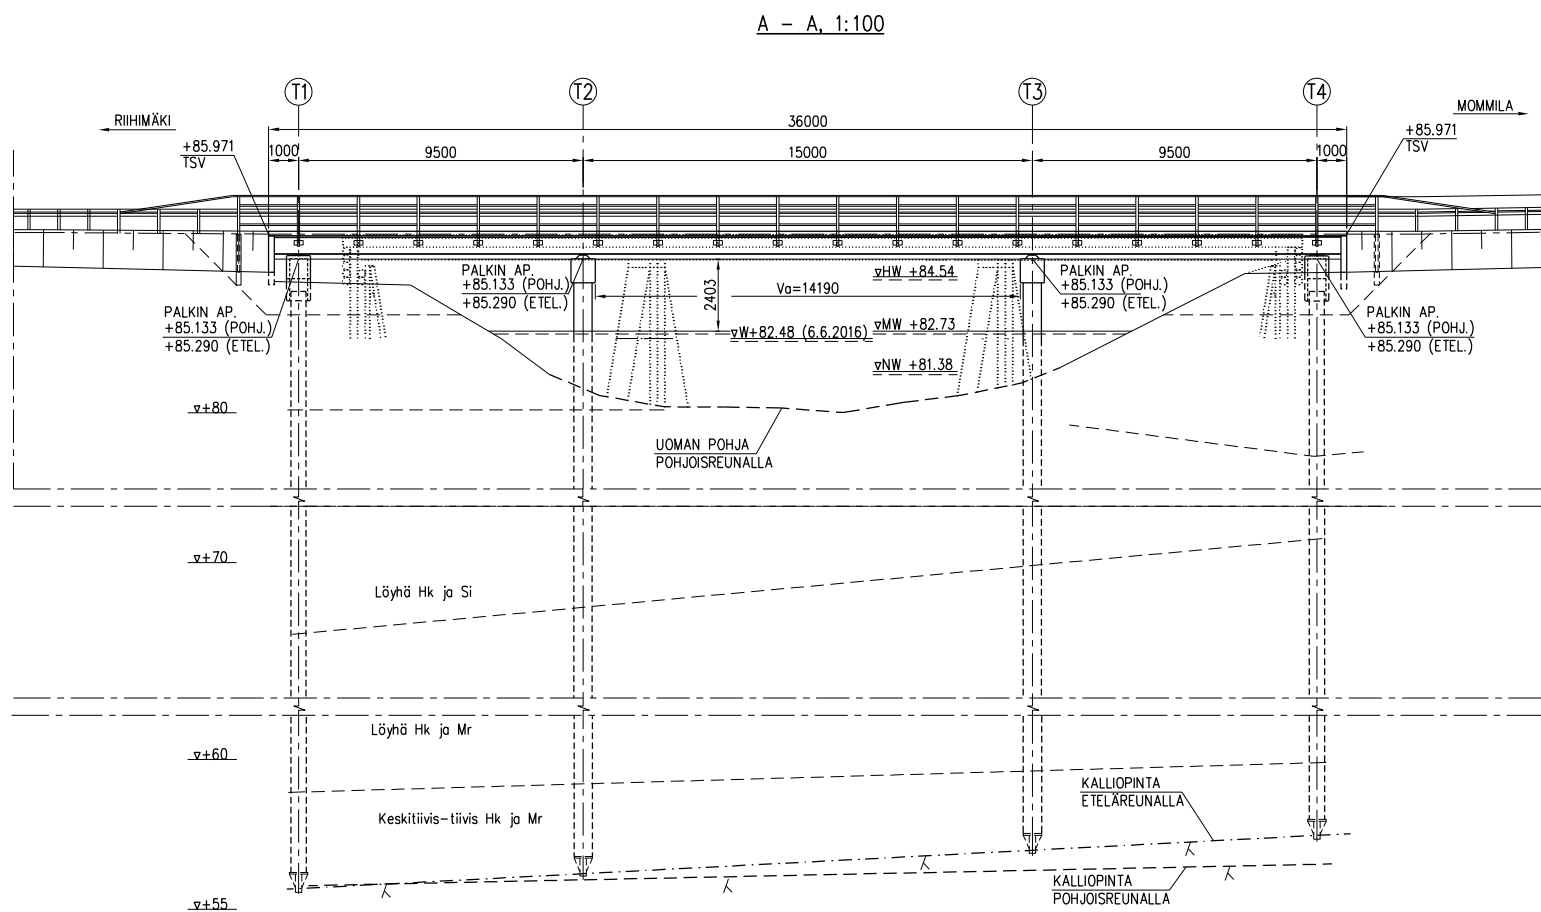 A - A, 1:100
T1
T2
T3
T4
RIIHIMÄKI
MOMMILA
36000
+85.971
TSV
+85.971
TSV
1000
9500
15000
9500
1000
PALKIN AP.
+85.133 (POHJ.)
+85.290 (ETEL.)
▽HW +84.54
PALKIN AP.
+85.133 (POHJ.)
+85.290 (ETEL.)
2403
Va=14190
PALKIN AP.
+85.133 (POHJ.)
+85.290 (ETEL.)
▽W+82.48 (6.6.2016)
▽MW +82.73
PALKIN AP.
+85.133 (POHJ.)
+85.290 (ETEL.)
▽NW +81.38
▽+80
UOMAN POHJA
POHJOISREUNALLA
▽+70
Löyhä Hk ja Si
Löyhä Hk ja Mr
▽+60
KALLIOPINTA
ETELÄREUNALLA
Keskitiivis-tiivis Hk ja Mr
KALLIOPINTA
POHJOISREUNALLA
▽+55